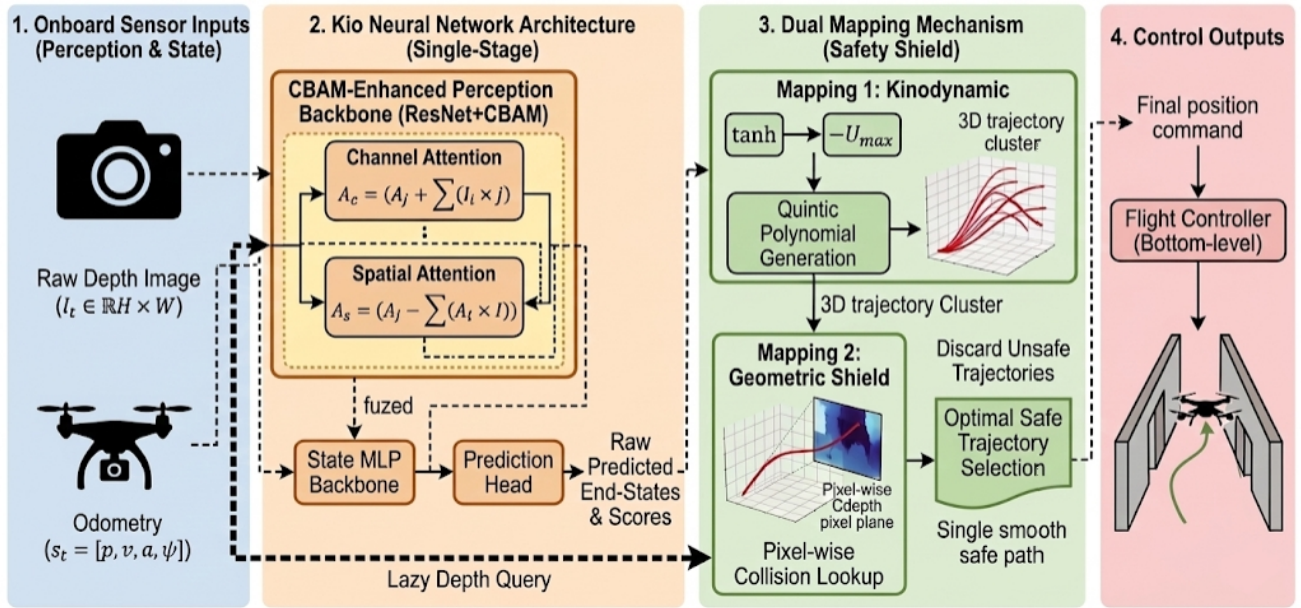 1. Onboard Sensor Inputs
(Perception & State)
Raw Depth Image
(I_t ∈ ℝH × W)
Odometry
(s_t = [p, v, a, ψ])
2. Kio Neural Network Architecture
(Single-Stage)
CBAM-Enhanced Perception
Backbone (ResNet+CBAM)
Channel Attention
A_c = (A_j + ∑(I_i × j)
Spatial Attention
A_s = (A_j − ∑(A_t × I))
fuzed
State MLP
Backbone
Prediction
Head
Raw
Predicted
End-States
& Scores
Lazy Depth Query
3. Dual Mapping Mechanism
(Safety Shield)
Mapping 1: Kinodynamic
tanh
−U_max
3D trajectory
cluster
Quintic
Polynomial
Generation
3D trajectory Cluster
Mapping 2:
Geometric Shield
Pixel-wise
Cdepth
pixel plane
Pixel-wise
Collision Lookup
Discard Unsafe
Trajectories
Optimal Safe
Trajectory
Selection
Single smooth
safe path
4. Control Outputs
Final position
command
Flight Controller
(Bottom-level)